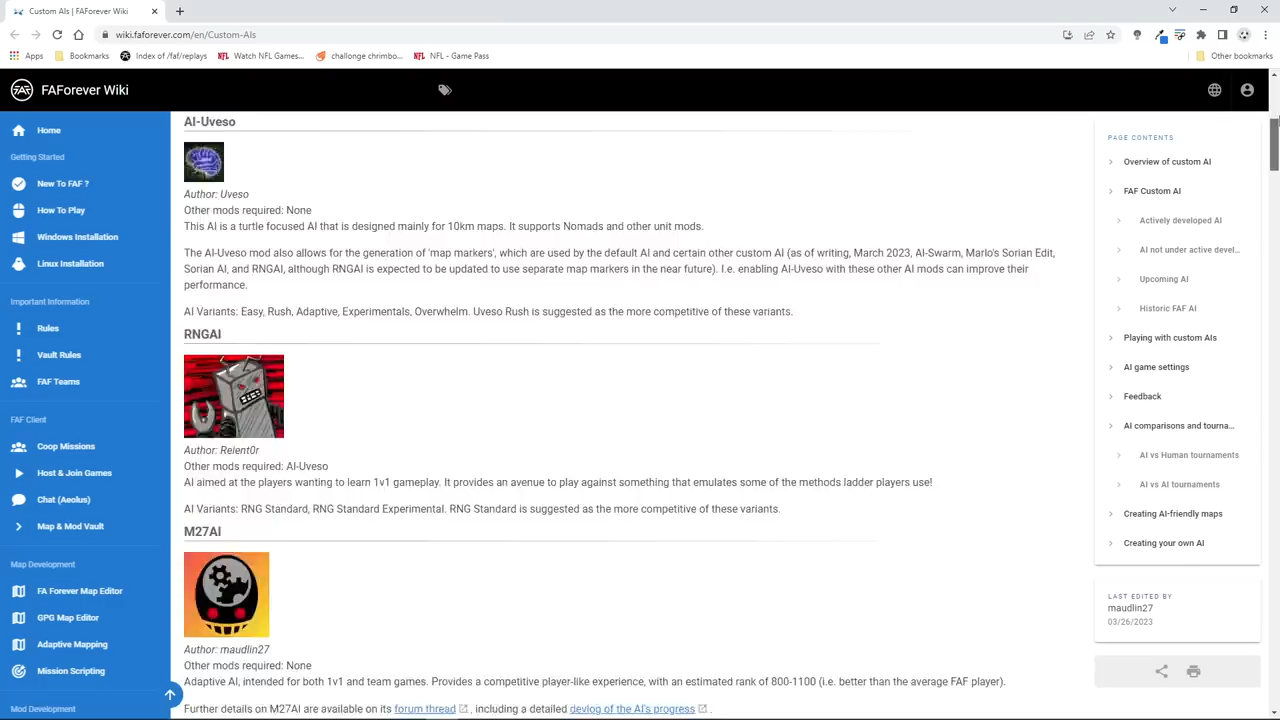 Custom AIs | FAForever Wiki
wiki.faforever.com/en/Custom-AIs
Apps
Bookmarks
Index of /faf/replays
Watch NFL Games...
challonge chrimbo...
NFL - Game Pass
Other bookmarks
FAF
FAForever Wiki
Home
Getting Started
New To FAF ?
How To Play
Windows Installation
Linux Installation
Important Information
Rules
Vault Rules
FAF Teams
FAF Client
Coop Missions
Host & Join Games
Chat (Aeolus)
Map & Mod Vault
Map Development
FA Forever Map Editor
GPG Map Editor
Adaptive Mapping
Mission Scripting
Mod Development
AI-Uveso
Author: Uveso
Other mods required: None
This AI is a turtle focused AI that is designed mainly for 10km maps. It supports Nomads and other unit mods.
The AI-Uveso mod also allows for the generation of 'map markers', which are used by the default AI and certain other custom AI (as of writing, March 2023, AI-Swarm, Marlo's Sorian Edit,
Sorian AI, and RNGAI, although RNGAI is expected to be updated to use separate map markers in the near future). I.e. enabling AI-Uveso with these other AI mods can improve their
performance.
AI Variants: Easy, Rush, Adaptive, Experimentals, Overwhelm. Uveso Rush is suggested as the more competitive of these variants.
RNGAI
Author: Relent0r
Other mods required: AI-Uveso
AI aimed at the players wanting to learn 1v1 gameplay. It provides an avenue to play against something that emulates some of the methods ladder players use!
AI Variants: RNG Standard, RNG Standard Experimental. RNG Standard is suggested as the more competitive of these variants.
M27AI
Author: maudlin27
Other mods required: None
Adaptive AI, intended for both 1v1 and team games. Provides a competitive player-like experience, with an estimated rank of 800-1100 (i.e. better than the average FAF player).
Further details on M27AI are available on its forum thread , including a detailed devlog of the AI's progress .
PAGE CONTENTS
Overview of custom AI
FAF Custom AI
Actively developed AI
AI not under active devel...
Upcoming AI
Historic FAF AI
Playing with custom AIs
AI game settings
Feedback
AI comparisons and tourna...
AI vs Human tournaments
AI vs AI tournaments
Creating AI-friendly maps
Creating your own AI
LAST EDITED BY
maudlin27
03/26/2023